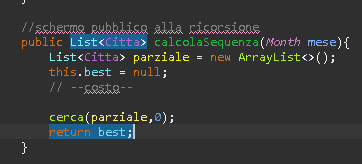 //schermo pubblico alla ricorsione
public List<Citta> calcolaSequenza(Month mese){
List<Citta> parziale = new ArrayList<>();
this.best = null;
// --costo--
cerca(parziale,0);
return best;
}